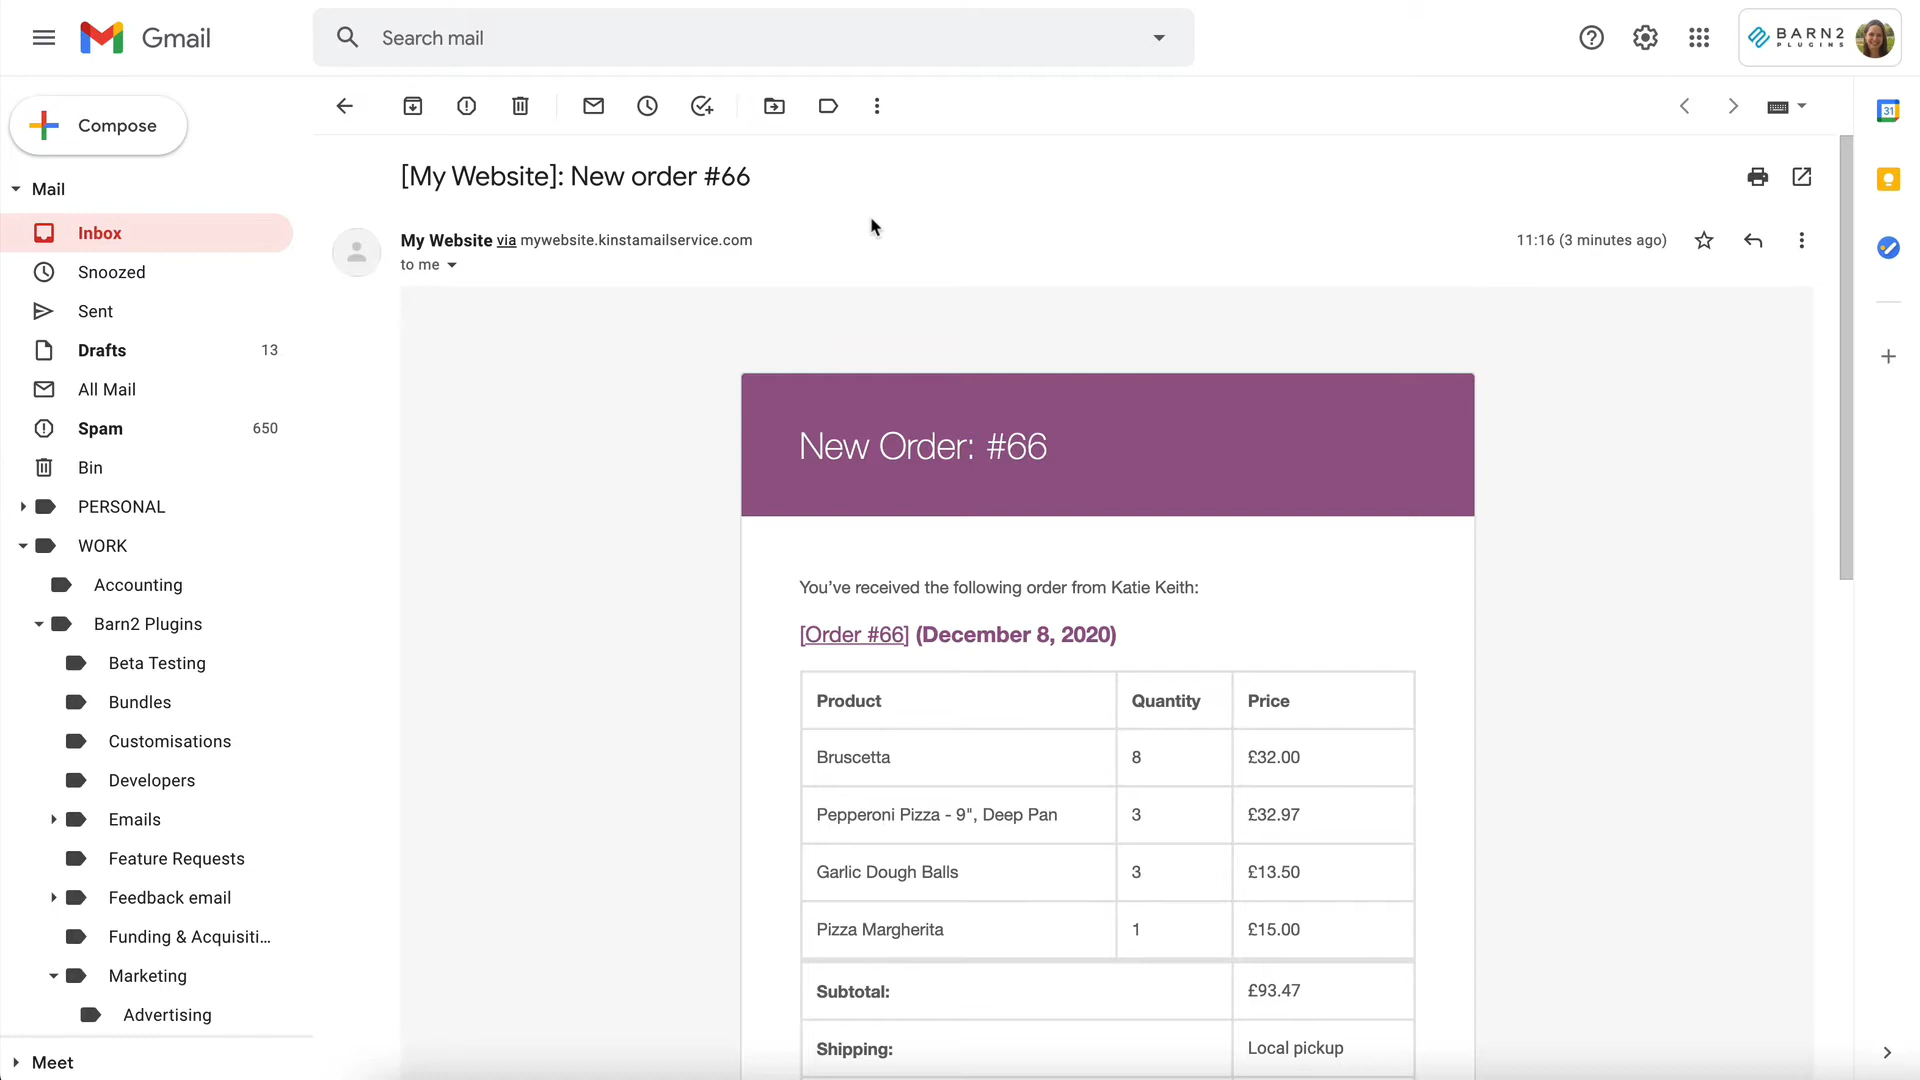 Gmail
Search mail
BARN2
PLUGINS
Compose
Mail
Inbox
Snoozed
Sent
Drafts 13
All Mail
Spam 650
Bin
PERSONAL
WORK
Accounting
Barn2 Plugins
Beta Testing
Bundles
Customisations
Developers
Emails
Feature Requests
Feedback email
Funding & Acquisiti...
Marketing
Advertising
Meet
[My Website]: New order #66
My Website via mywebsite.kinstamailservice.com
11:16 (3 minutes ago)
to me
New Order: #66
You’ve received the following order from Katie Keith:
[Order #66] (December 8, 2020)
Product Quantity Price
Bruscetta 8 £32.00
Pepperoni Pizza - 9", Deep Pan 3 £32.97
Garlic Dough Balls 3 £13.50
Pizza Margherita 1 £15.00
Subtotal: £93.47
Shipping: Local pickup
31